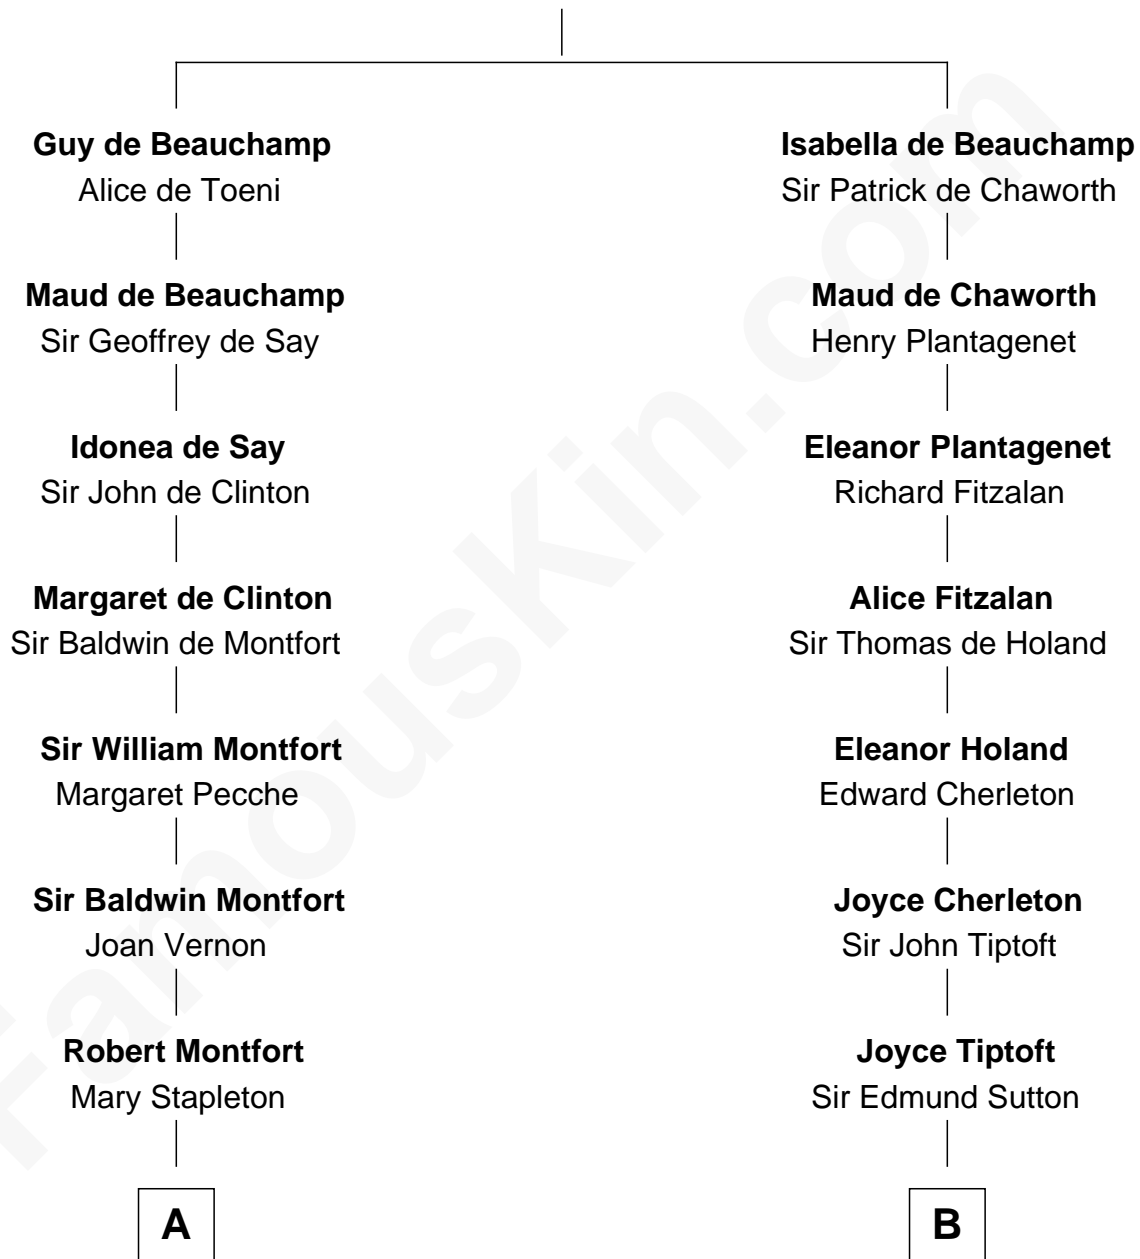 Guy de Beauchamp
Alice de Toeni
Maud de Beauchamp
Sir Geoffrey de Say
Idonea de Say
Sir John de Clinton
Margaret de Clinton
Sir Baldwin de Montfort
Sir William Montfort
Margaret Pecche
Sir Baldwin Montfort
Joan Vernon
Robert Montfort
Mary Stapleton
A
Isabella de Beauchamp
Sir Patrick de Chaworth
Maud de Chaworth
Henry Plantagenet
Eleanor Plantagenet
Richard Fitzalan
Alice Fitzalan
Sir Thomas de Holand
Eleanor Holand
Edward Cherleton
Joyce Cherleton
Sir John Tiptoft
Joyce Tiptoft
Sir Edmund Sutton
B
FamousKin.com